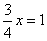 3/4 x = 1